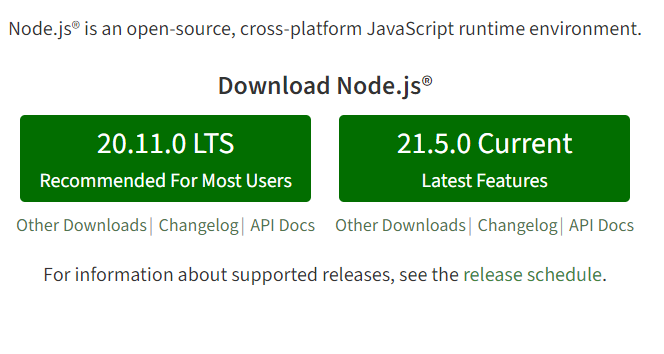 Node.js® is an open-source, cross-platform JavaScript runtime environment.
Download Node.js®
20.11.0 LTS
Recommended For Most Users
Other Downloads | Changelog | API Docs
21.5.0 Current
Latest Features
Other Downloads | Changelog | API Docs
For information about supported releases, see the release schedule.